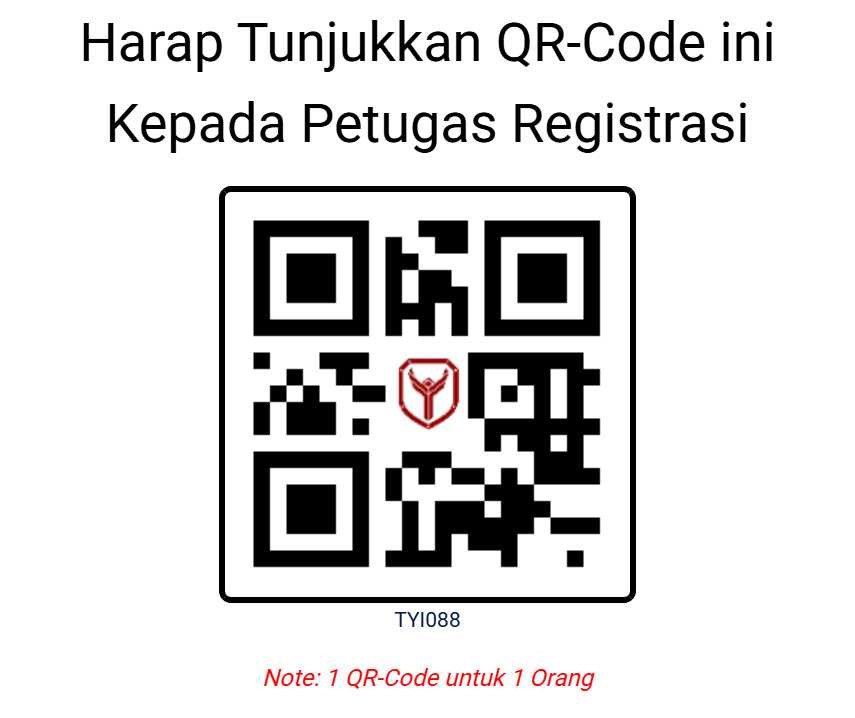 Harap Tunjukkan QR-Code ini
Kepada Petugas Registrasi
TYI088
Note: 1 QR-Code untuk 1 Orang